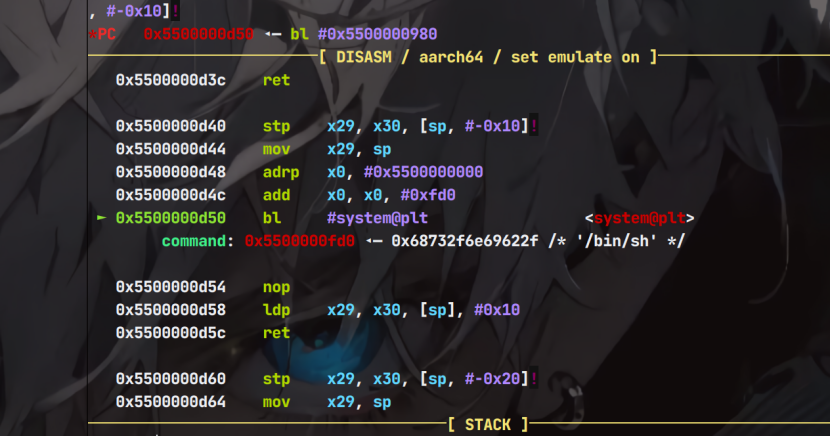 , #-0x10]!
*PC 0x5500000d50 ◂— bl #0x5500000980
[ DISASM / aarch64 / set emulate on ]
0x5500000d3c ret
0x5500000d40 stp x29, x30, [sp, #-0x10]!
0x5500000d44 mov x29, sp
0x5500000d48 adrp x0, #0x5500000000
0x5500000d4c add x0, x0, #0xfd0
► 0x5500000d50 bl #system@plt <system@plt>
command: 0x5500000fd0 ◂— 0x68732f6e69622f /* '/bin/sh' */
0x5500000d54 nop
0x5500000d58 ldp x29, x30, [sp], #0x10
0x5500000d5c ret
0x5500000d60 stp x29, x30, [sp, #-0x20]!
0x5500000d64 mov x29, sp
[ STACK ]